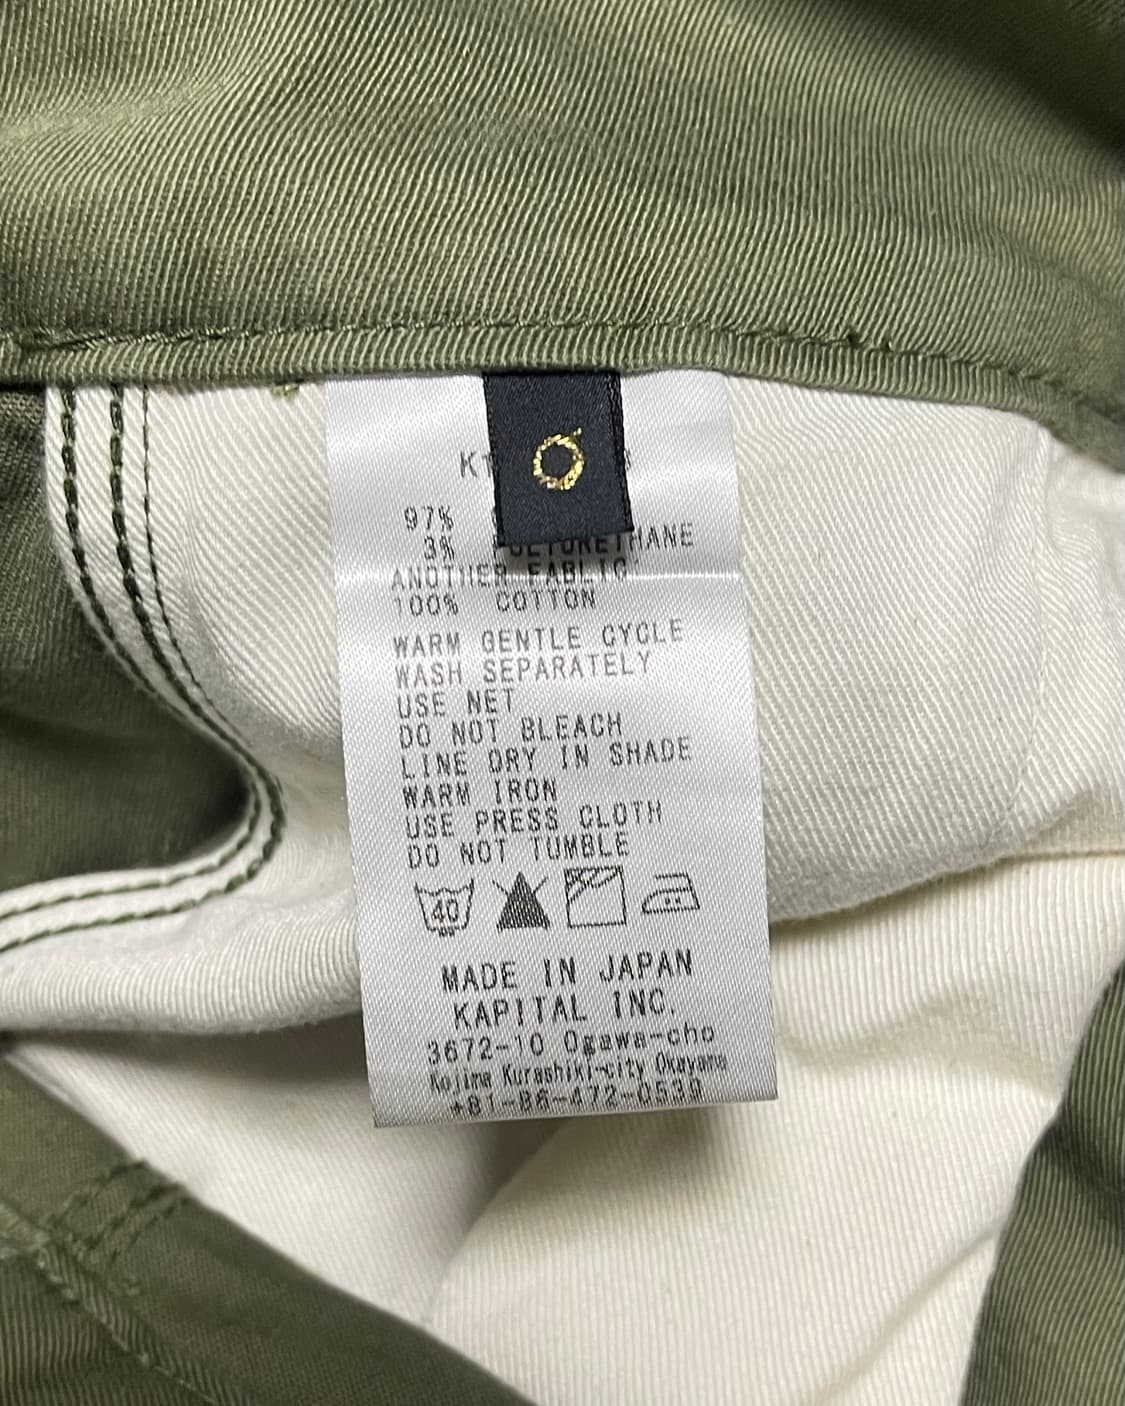 97%
3% POLYURETHANE
ANOTHER FABLIC
100% COTTON
WARM GENTLE CYCLE
WASH SEPARATELY
USE NET
DO NOT BLEACH
LINE DRY IN SHADE
WARM IRON
USE PRESS CLOTH
DO NOT TUMBLE
40
MADE IN JAPAN
KAPITAL INC.
3672-10 Ogawa-cho
Kojima Kurashiki-city Okayama
+81-86-472-0539